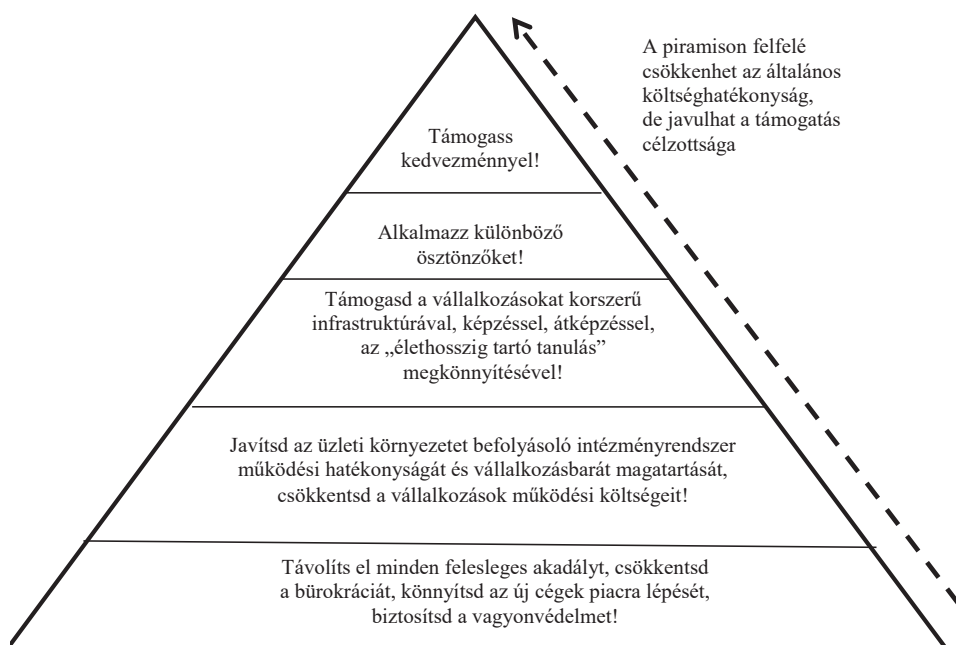 A piramison felfelé
csökkenhet az általános
költséghatékonyság,
de javulhat a támogatás
célzottsága
Támogass
kedvezménnyel!
Alkalmazz különböző
ösztönzőket!
Támogasd a vállalkozásokat korszerű
infrastruktúrával, képzéssel, átképzéssel,
az „élethosszig tartó tanulás”
megkönnyítésével!
Javítsd az üzleti környezetet befolyásoló intézményrendszer
működési hatékonyságát és vállalkozásbarát magatartását,
csökkentsd a vállalkozások működési költségeit!
Távolíts el minden felesleges akadályt, csökkentsd
a bürokráciát, könnyítsd az új cégek piacra lépését,
biztosítsd a vagyonvédelmet!